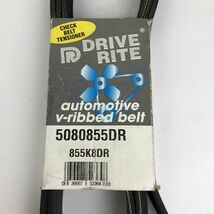 CHECK
BELT
TENSIONER
DRIVE
RITE
automotive
v-ribbed belt
5080855DR
855K8DR